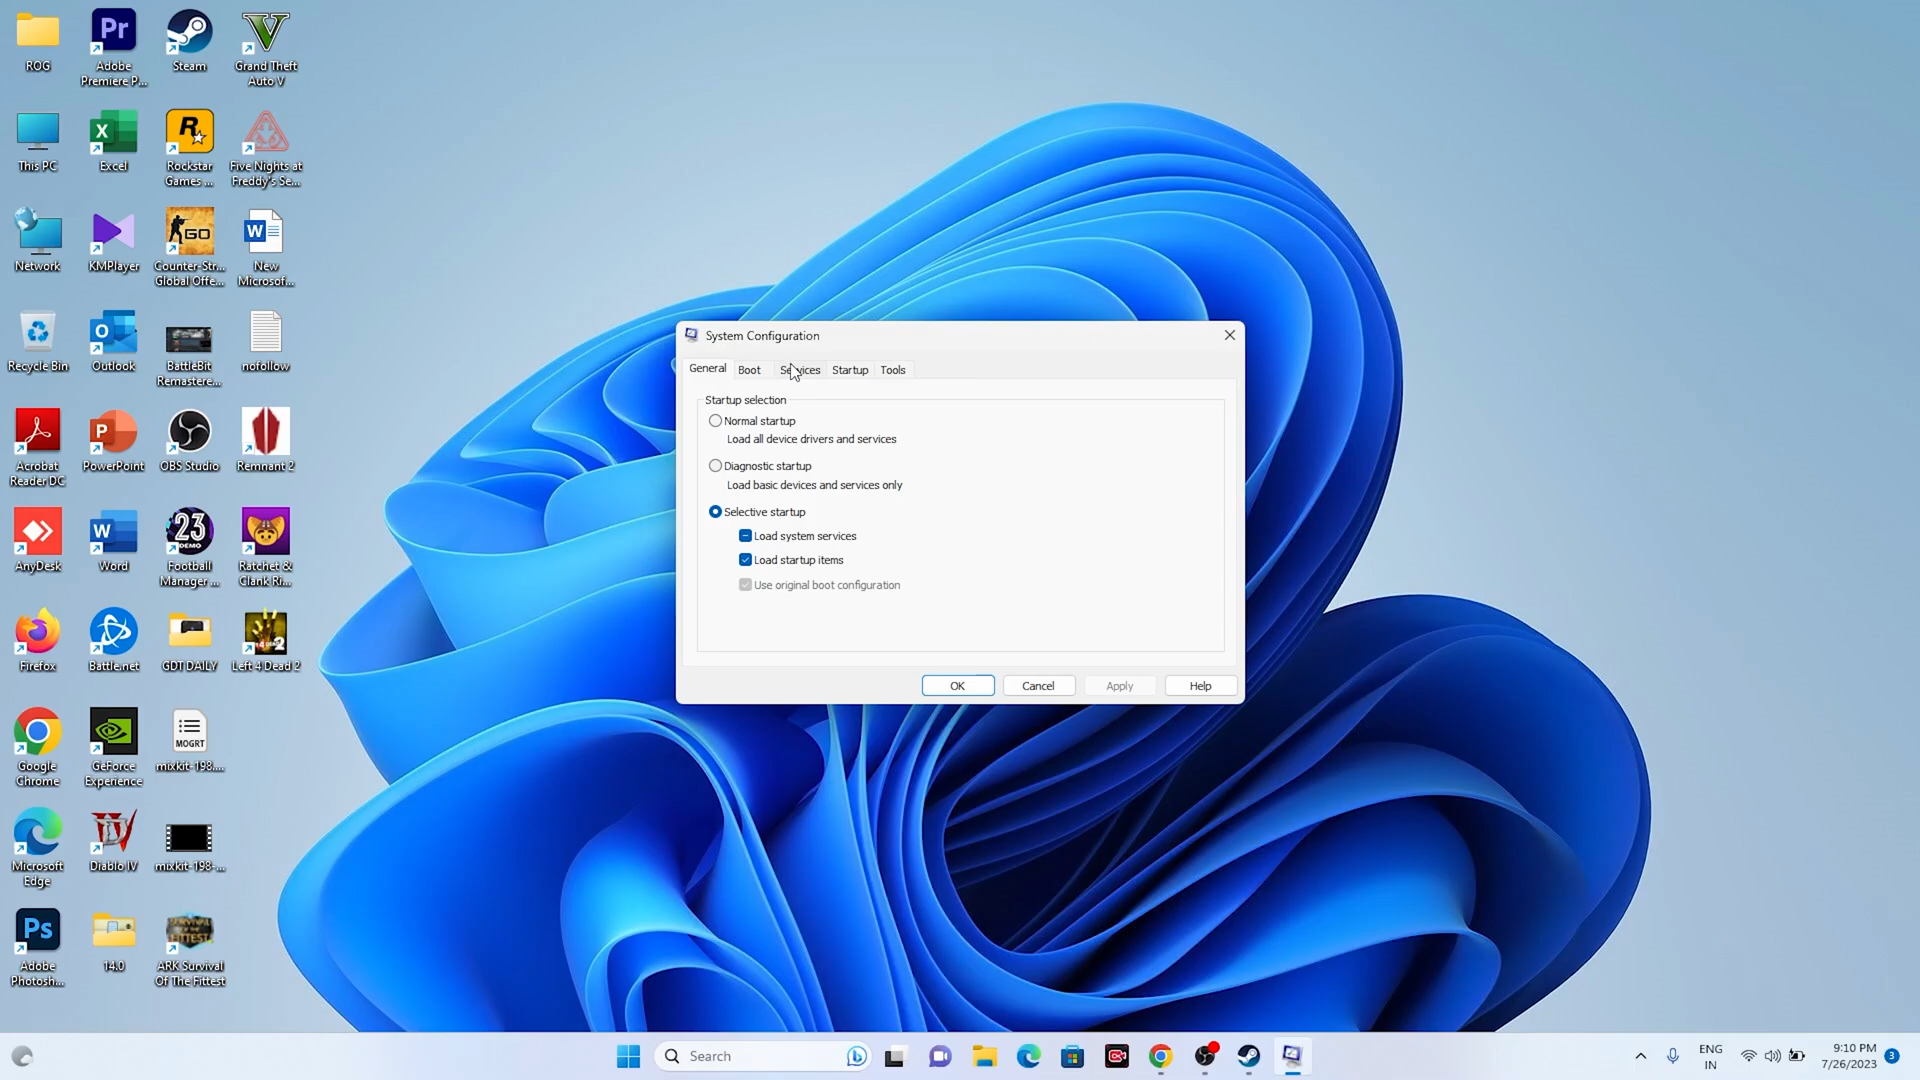 ROG
Adobe
Premiere P...
Steam
Grand Theft
Auto V
This PC
Excel
Rockstar
Games ...
Five Nights at
Freddy's Se...
Network
KMPlayer
Counter-Str...
Global Offe...
New
Microsof...
Recycle Bin
Outlook
BattleBit
Remastere...
nofollow
Acrobat
Reader DC
PowerPoint
OBS Studio
Remnant 2
AnyDesk
Word
Football
Manager ...
Ratchet &
Clank Ri...
Firefox
Battle.net
GDT DAILY
Left 4 Dead 2
Google
Chrome
GeForce
Experience
MOGRT
mixkit-198....
Microsoft
Edge
Diablo IV
mixkit-198-...
Adobe
Photosh...
14.0
ARK Survival
Of The Fittest
System Configuration
General Boot Services Startup Tools
Startup selection
Normal startup
Load all device drivers and services
Diagnostic startup
Load basic devices and services only
Selective startup
Load system services
Load startup items
Use original boot configuration
OK Cancel Apply Help
Search
ENG
IN
9:10 PM
7/26/2023
3